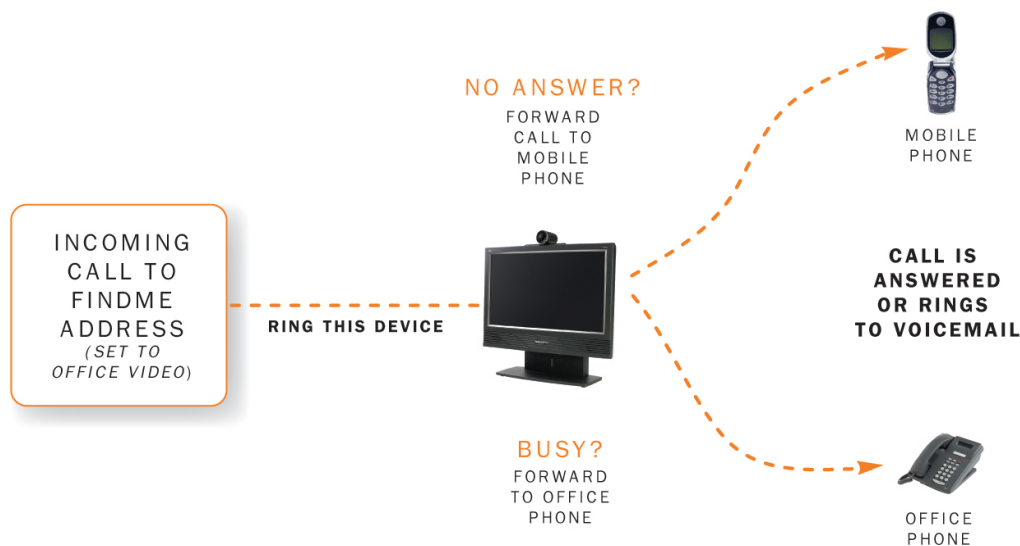 NO ANSWER?
FORWARD
CALL TO
MOBILE
PHONE
MOBILE
PHONE
INCOMING
CALL TO
FINDME
ADDRESS
(SET TO
OFFICE VIDEO)
RING THIS DEVICE
CALL IS
ANSWERED
OR RINGS
TO VOICEMAIL
BUSY?
FORWARD
TO OFFICE
PHONE
OFFICE
PHONE